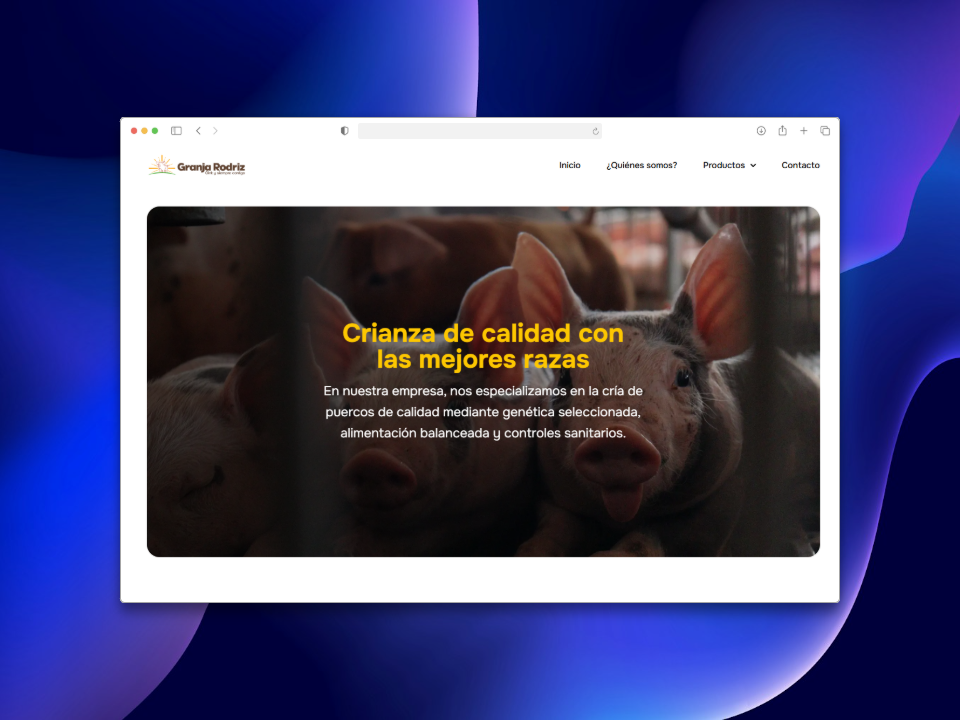 Granja Rodriz
Inicio
¿Quiénes somos?
Productos
Contacto
Crianza de calidad con
las mejores razas
En nuestra empresa, nos especializamos en la cría de
puercos de calidad mediante genética seleccionada,
alimentación balanceada y controles sanitarios.